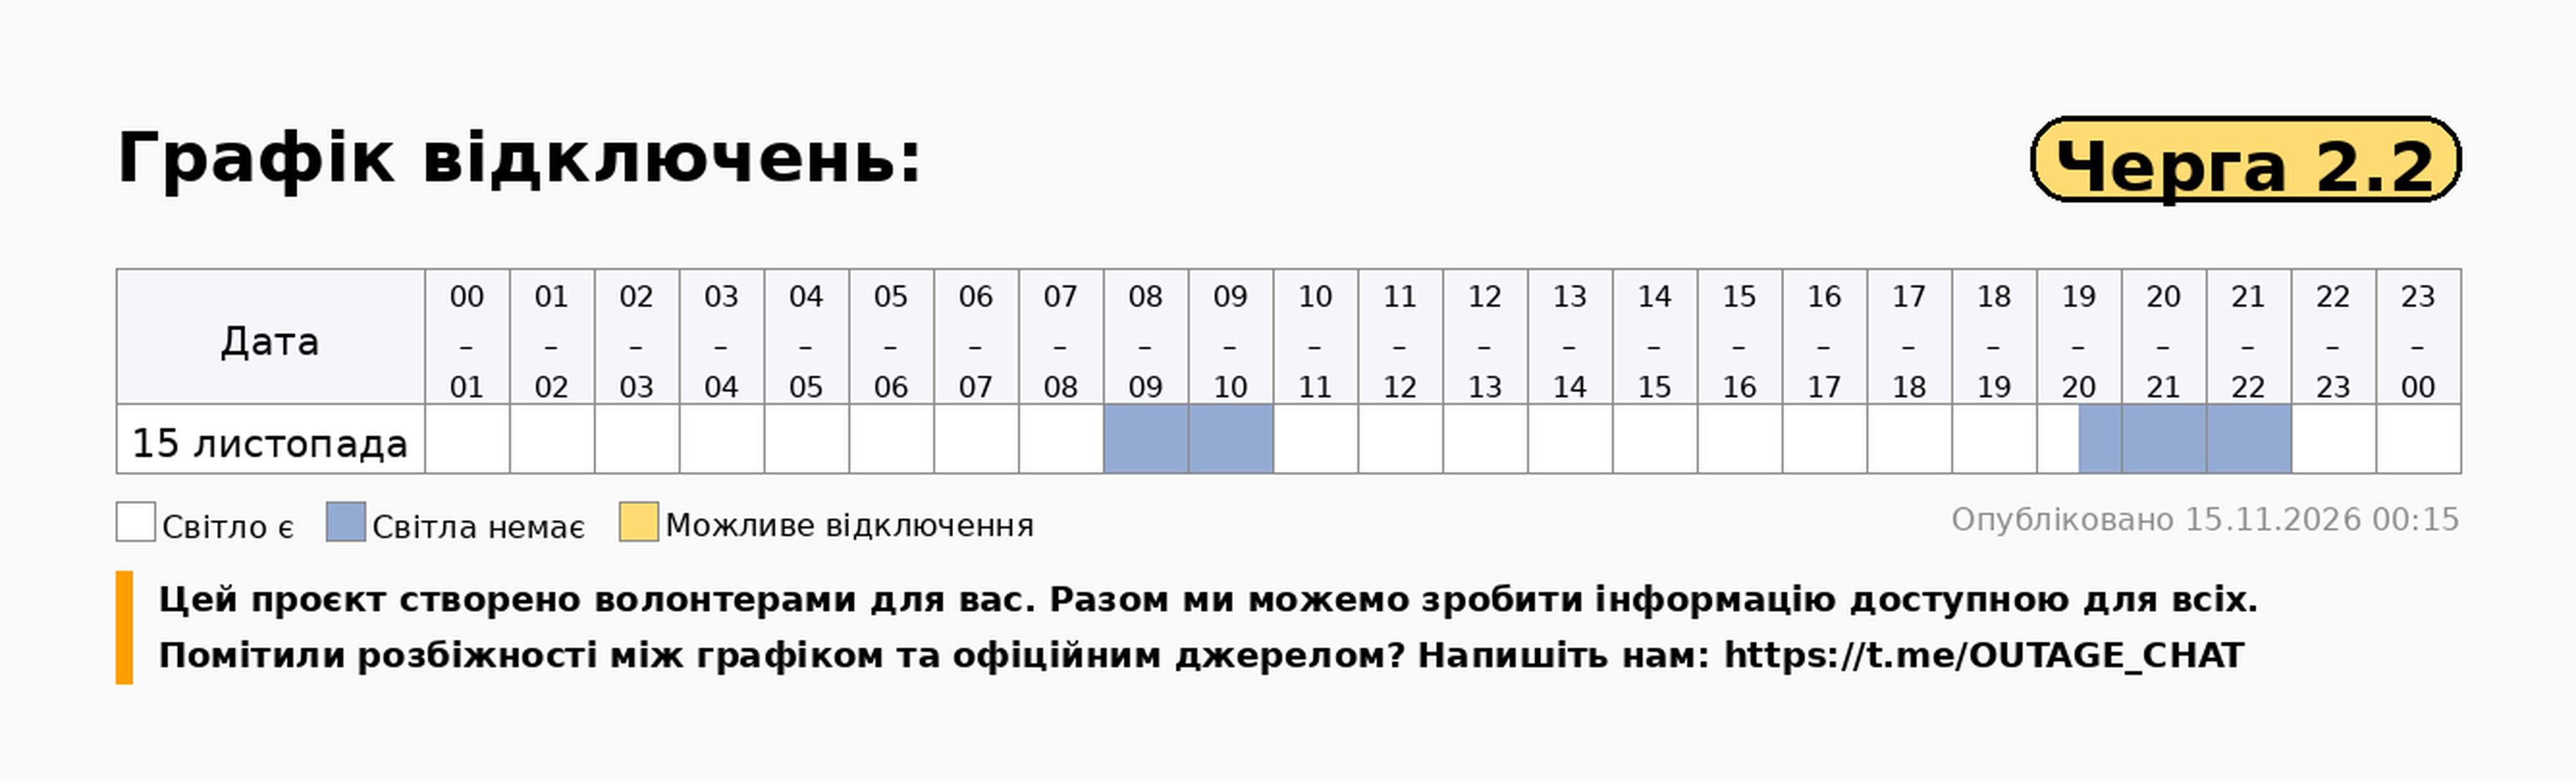 Графік відключень:
Черга 2.2
Дата 00 – 01 01 – 02 02 – 03 03 – 04 04 – 05 05 – 06 06 – 07 07 – 08 08 – 09 09 – 10 10 – 11 11 – 12 12 – 13 13 – 14 14 – 15 15 – 16 16 – 17 17 – 18 18 – 19 19 – 20 20 – 21 21 – 22 22 – 23 23 – 00
15 листопада
Світло є Світла немає Можливе відключення
Опубліковано 15.11.2026 00:15
Цей проєкт створено волонтерами для вас. Разом ми можемо зробити інформацію доступною для всіх.
Помітили розбіжності між графіком та офіційним джерелом? Напишіть нам: https://t.me/OUTAGE_CHAT